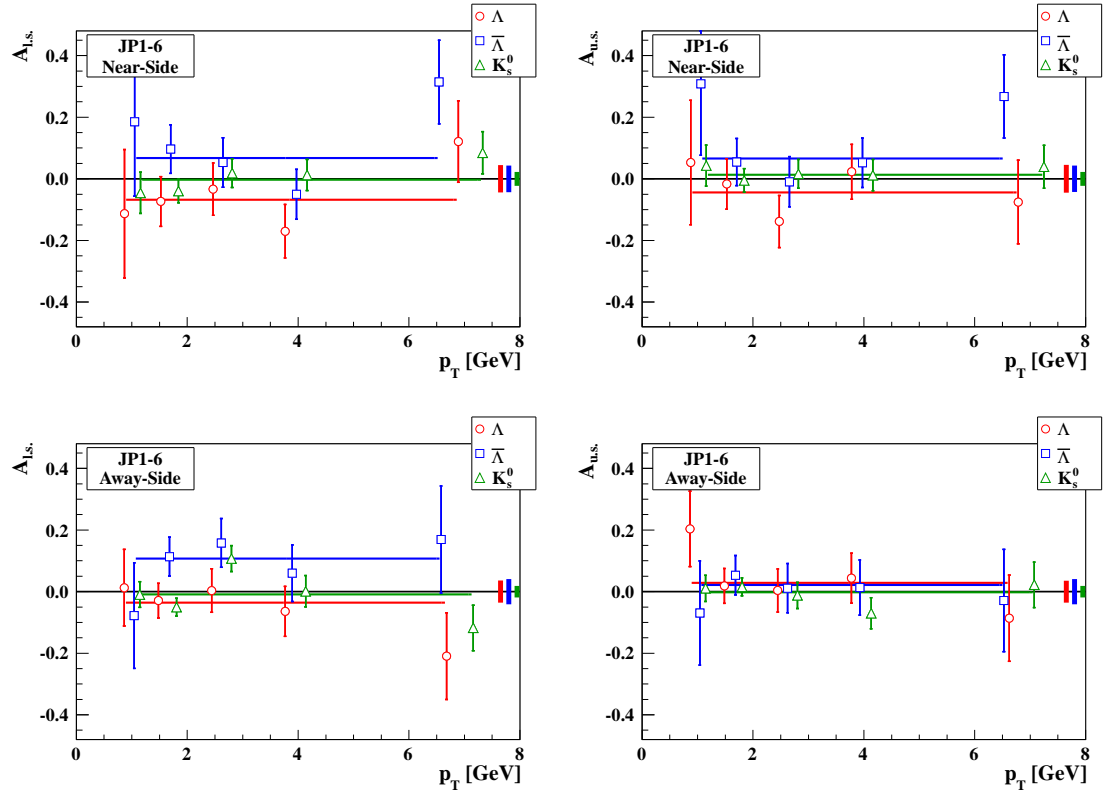 A_{l.s.}
JP1-6
Near-Side
Λ
Λ̅
K_s^0
0.4
0.2
0.0
-0.2
-0.4
0 2 4 6 8
p_T [GeV]
A_{u.s.}
JP1-6
Near-Side
Λ
Λ̅
K_s^0
0.4
0.2
0.0
-0.2
-0.4
0 2 4 6 8
p_T [GeV]
A_{l.s.}
JP1-6
Away-Side
Λ
Λ̅
K_s^0
0.4
0.2
0.0
-0.2
-0.4
0 2 4 6 8
p_T [GeV]
A_{u.s.}
JP1-6
Away-Side
Λ
Λ̅
K_s^0
0.4
0.2
0.0
-0.2
-0.4
0 2 4 6 8
p_T [GeV]